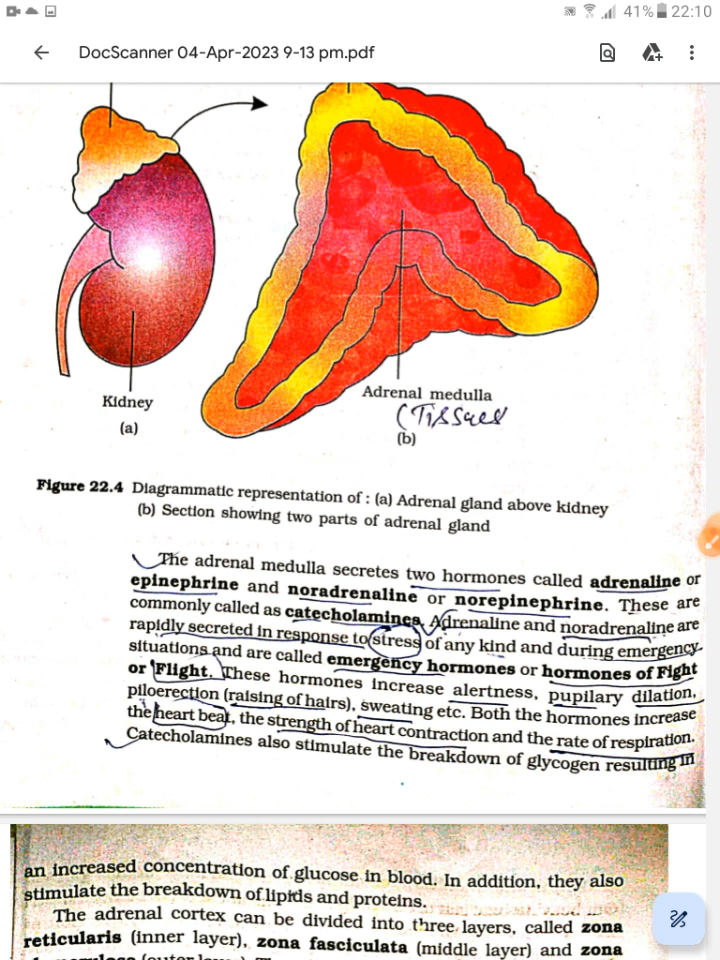 41% 22:10
DocScanner 04-Apr-2023 9-13 pm.pdf
Kidney
(a)
Adrenal medulla
(Tissues
(b)
Figure 22.4 Diagrammatic representation of : (a) Adrenal gland above kidney
(b) Section showing two parts of adrenal gland
The adrenal medulla secretes two hormones called adrenaline or
epinephrine and noradrenaline or norepinephrine. These are
commonly called as catecholamines. Adrenaline and noradrenaline are
rapidly secreted in response to stress of any kind and during emergency
situations and are called emergency hormones or hormones of Fight
or Flight. These hormones increase alertness, pupilary dilation,
piloerection (raising of hairs), sweating etc. Both the hormones increase
the heart beat, the strength of heart contraction and the rate of respiration.
Catecholamines also stimulate the breakdown of glycogen resulting in
an increased concentration of glucose in blood. In addition, they also
stimulate the breakdown of lipids and proteins.
The adrenal cortex can be divided into three layers, called zona
reticularis (inner layer), zona fasciculata (middle layer) and zona